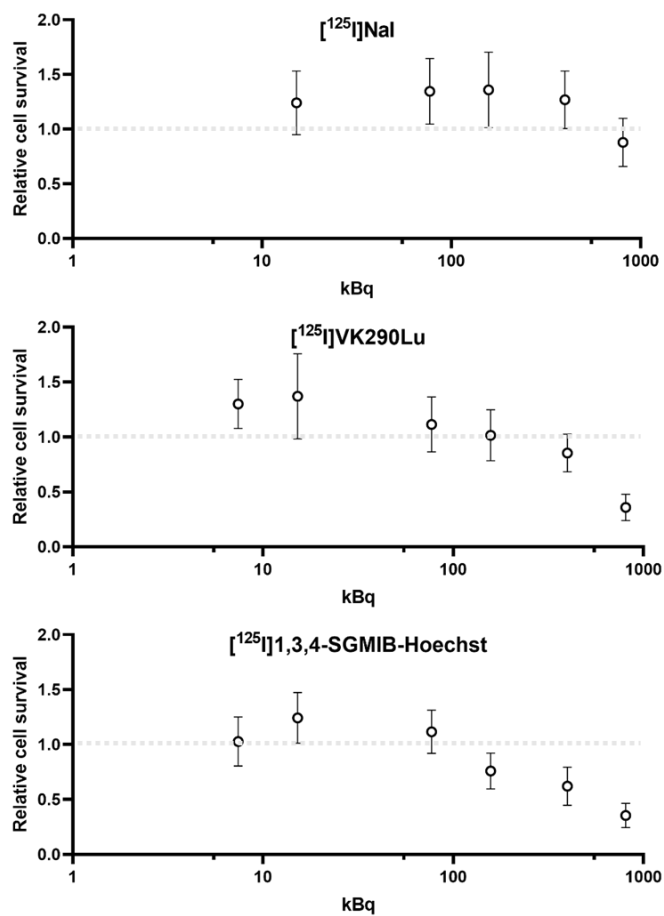 [¹²⁵I]NaI
2.0
1.5
1.0
0.5
0.0
Relative cell survival
1 10 100 1000
kBq
[¹²⁵I]VK290Lu
2.0
1.5
1.0
0.5
0.0
Relative cell survival
1 10 100 1000
kBq
[¹²⁵I]1,3,4-SGMIB-Hoechst
2.0
1.5
1.0
0.5
0.0
Relative cell survival
1 10 100 1000
kBq